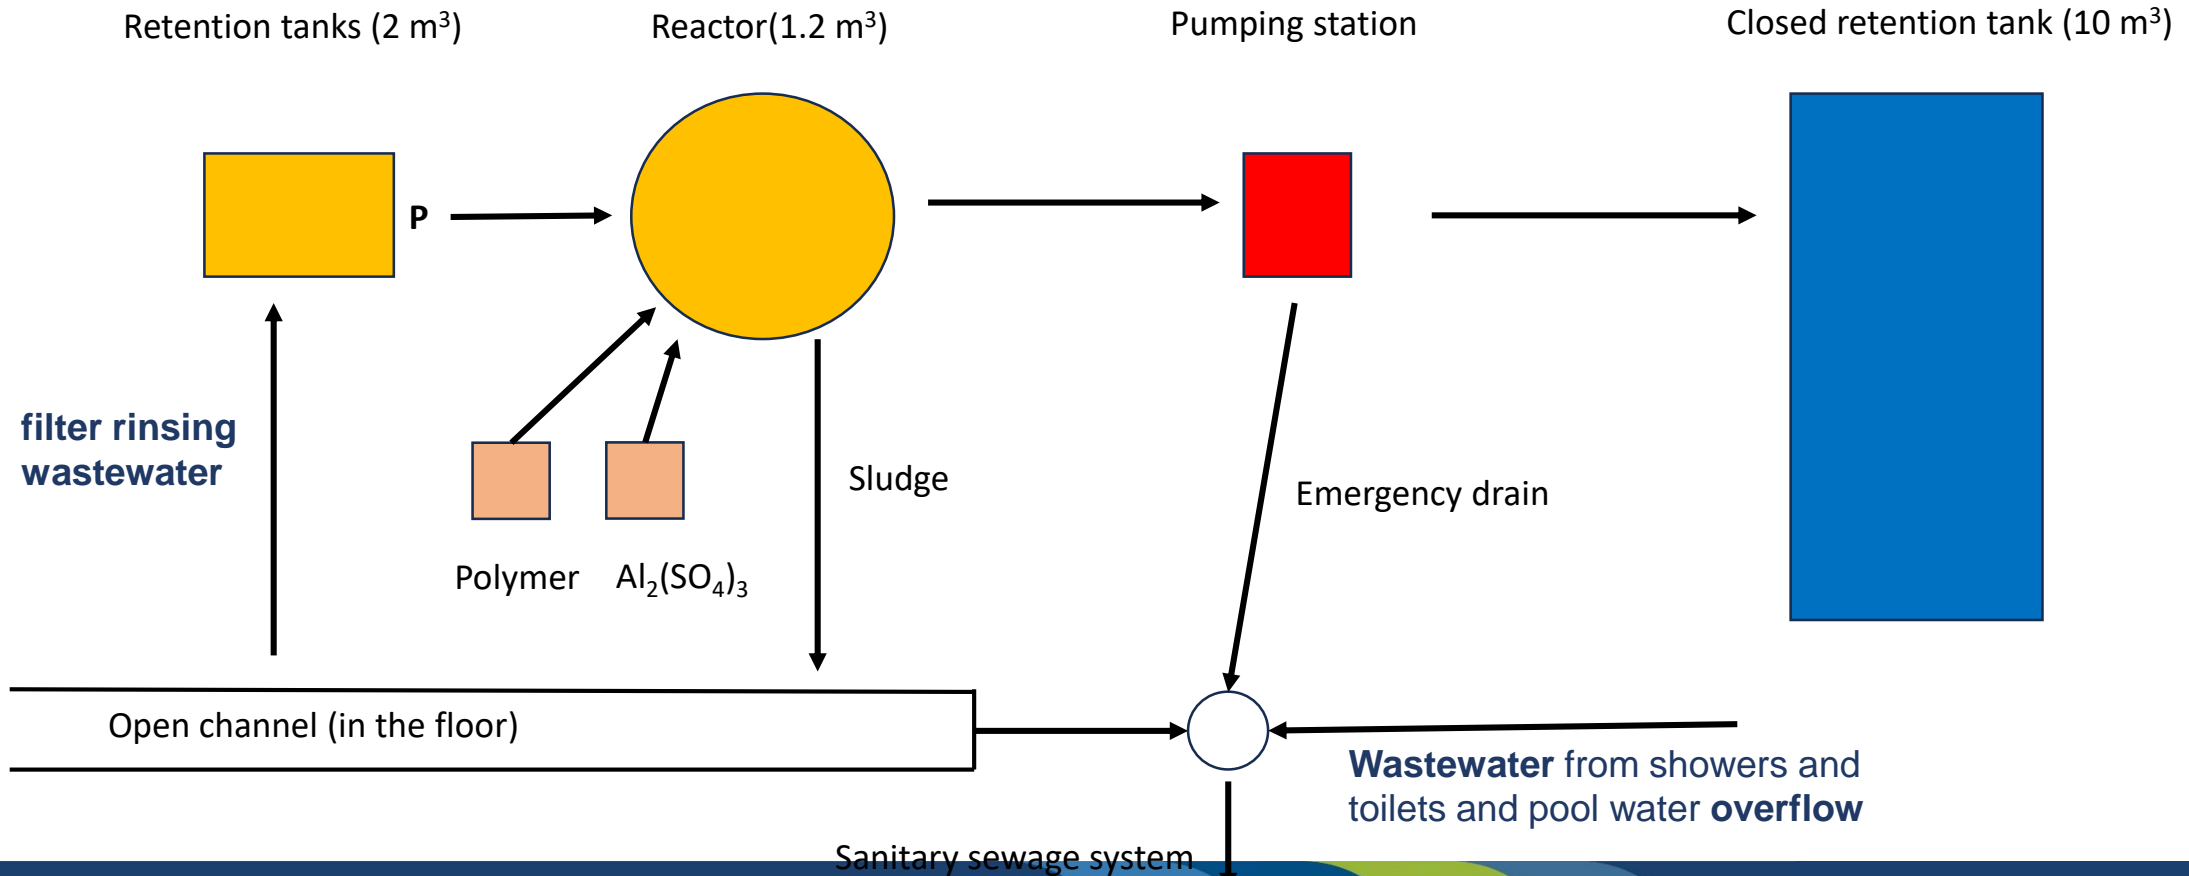 Retention tanks (2 m³)
Reactor(1.2 m³)
Pumping station
Closed retention tank (10 m³)
P
filter rinsing
wastewater
Sludge
Emergency drain
Polymer
Al₂(SO₄)₃
Open channel (in the floor)
Wastewater from showers and
toilets and pool water overflow
Sanitary sewage system